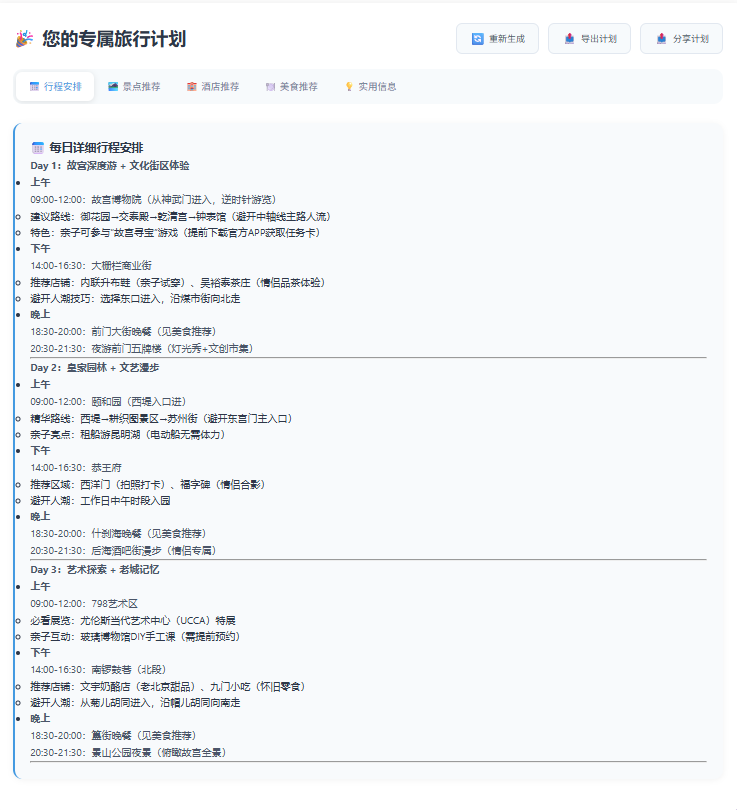 您的专属旅行计划
重新生成
导出计划
分享计划
行程安排
景点推荐
酒店推荐
美食推荐
实用信息
每日详细行程安排
Day 1：故宫深度游 + 文化街区体验
上午
09:00-12:00：故宫博物院（从神武门进入，逆时针游览）
建议路线：御花园→交泰殿→乾清宫→钟表馆（避开中轴线主路人流）
特色：亲子可参与"故宫寻宝"游戏（提前下载官方APP获取任务卡）
下午
14:00-16:30：大栅栏商业街
推荐店铺：内联升布鞋（亲子试穿）、吴裕泰茶庄（情侣品茶体验）
避开人潮技巧：选择东口进入，沿煤市街向北走
晚上
18:30-20:00：前门大街晚餐（见美食推荐）
20:30-21:30：夜游前门五牌楼（灯光秀+文创市集）
Day 2：皇家园林 + 文艺漫步
上午
09:00-12:00：颐和园（西堤入口进）
精华路线：西堤→耕织图景区→苏州街（避开东宫门主入口）
亲子亮点：租船游昆明湖（电动船无需体力）
下午
14:00-16:30：恭王府
推荐区域：西洋门（拍照打卡）、福字碑（情侣合影）
避开人潮：工作日中午时段入园
晚上
18:30-20:00：什刹海晚餐（见美食推荐）
20:30-21:30：后海酒吧街漫步（情侣专属）
Day 3：艺术探索 + 老城记忆
上午
09:00-12:00：798艺术区
必看展览：尤伦斯当代艺术中心（UCCA）特展
亲子互动：玻璃博物馆DIY手工课（需提前预约）
下午
14:00-16:30：南锣鼓巷（北段）
推荐店铺：文宇奶酪店（老北京甜品）、九门小吃（怀旧零食）
避开人潮：从菊儿胡同进入，沿帽儿胡同向南走
晚上
18:30-20:00：簋街晚餐（见美食推荐）
20:30-21:30：景山公园夜景（俯瞰故宫全景）